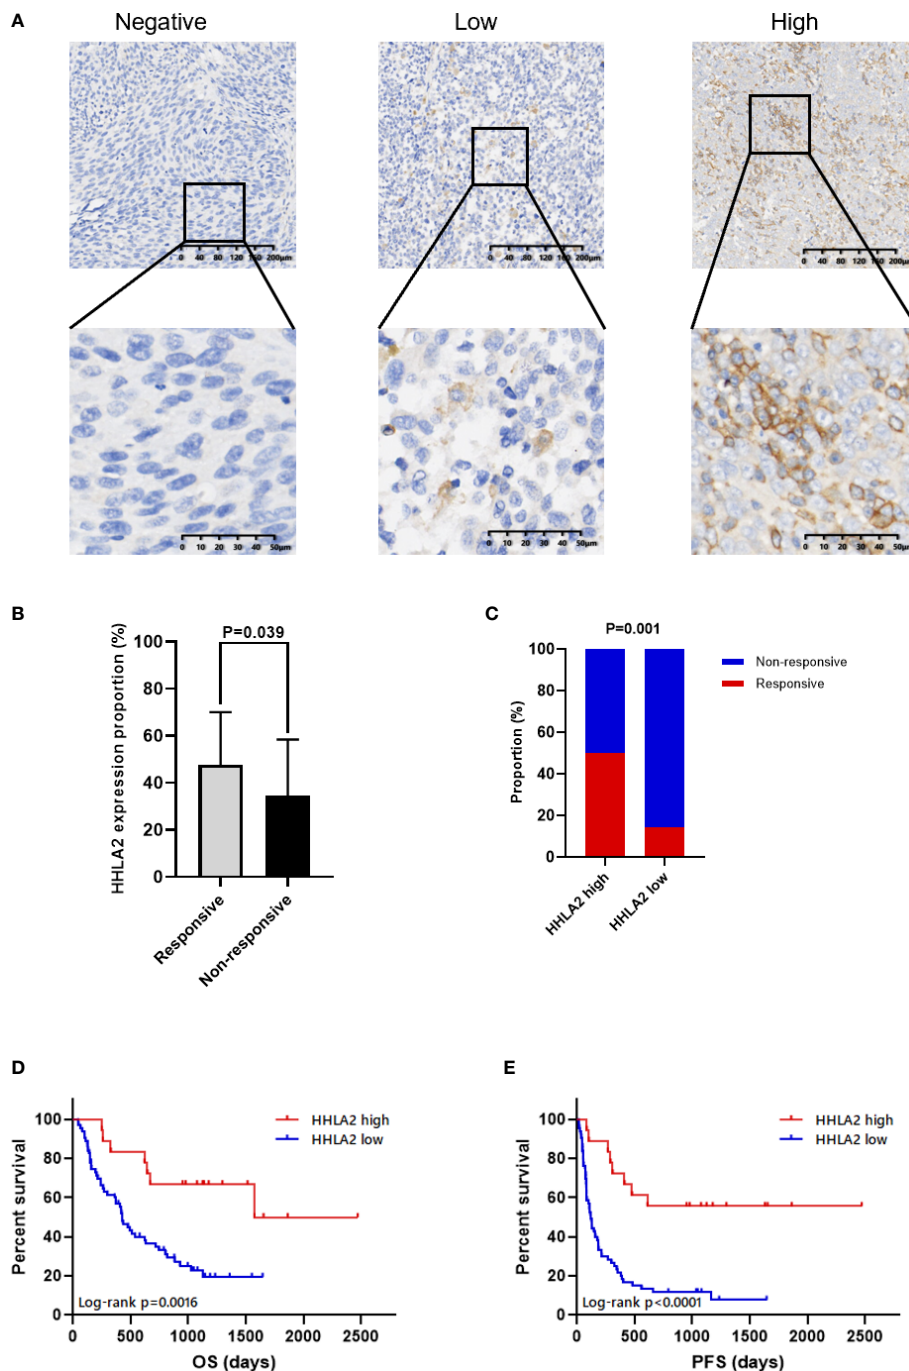 A
Negative
Low
High
0 40 80 120 160 200µm
0 40 80 120 160 200µm
0 40 80 120 160 200µm
0 10 20 30 40 50µm
0 10 20 30 40 50µm
0 10 20 30 40 50µm
B
P=0.039
HHLA2 expression proportion (%)
100
80
60
40
20
0
Responsive
Non-responsive
C
P=0.001
Proportion (%)
100
80
60
40
20
0
HHLA2 high
HHLA2 low
Non-responsive
Responsive
D
Percent survival
100
80
60
40
20
0
HHLA2 high
HHLA2 low
Log-rank p=0.0016
0 500 1000 1500 2000 2500
OS (days)
E
Percent survival
100
80
60
40
20
0
HHLA2 high
HHLA2 low
Log-rank p<0.0001
0 500 1000 1500 2000 2500
PFS (days)